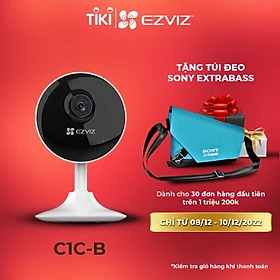 TIKI EZVIZ
TẶNG TÚI ĐEO
SONY EXTRABASS
EZVIZ
SONY
Dành cho 30 đơn hàng đầu tiên
trên 1 triệu 200k
CHỈ TỪ 08/12 - 10/12/2022
C1C-B
*Kiểm tra giỏ hàng khi thanh toán